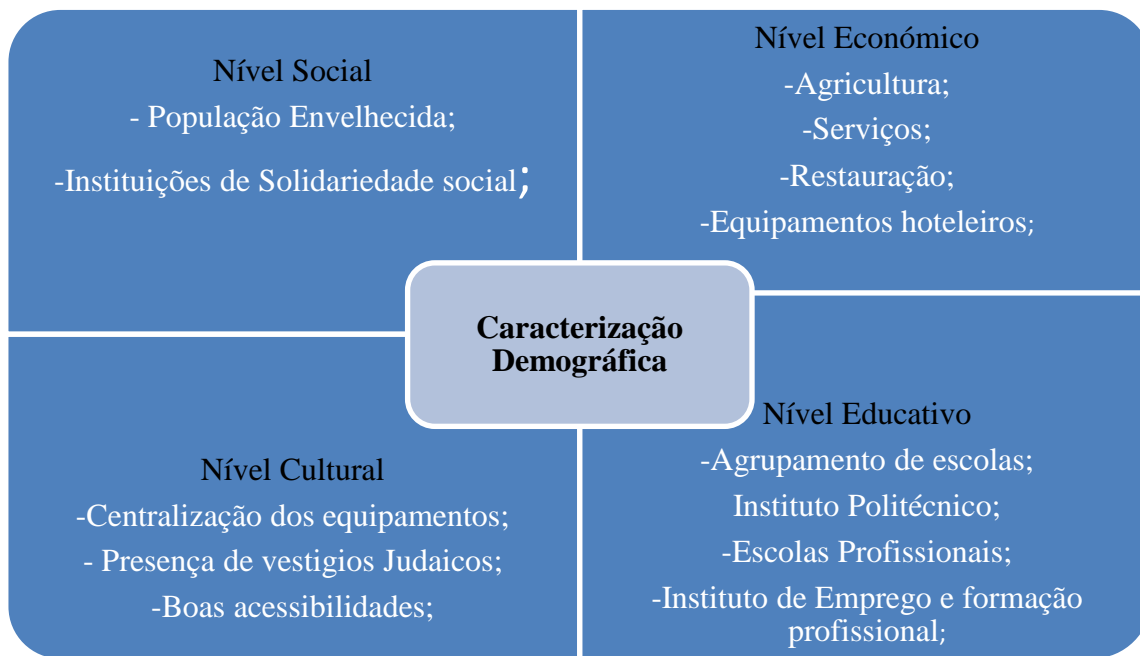 Nível Social
- População Envelhecida;
-Instituições de Solidariedade social;
Nível Económico
-Agricultura;
-Serviços;
-Restauração;
-Equipamentos hoteleiros;
Caracterização
Demográfica
Nível Cultural
-Centralização dos equipamentos;
- Presença de vestigios Judaicos;
-Boas acessibilidades;
Nível Educativo
-Agrupamento de escolas;
Instituto Politécnico;
-Escolas Profissionais;
-Instituto de Emprego e formação
profissional;